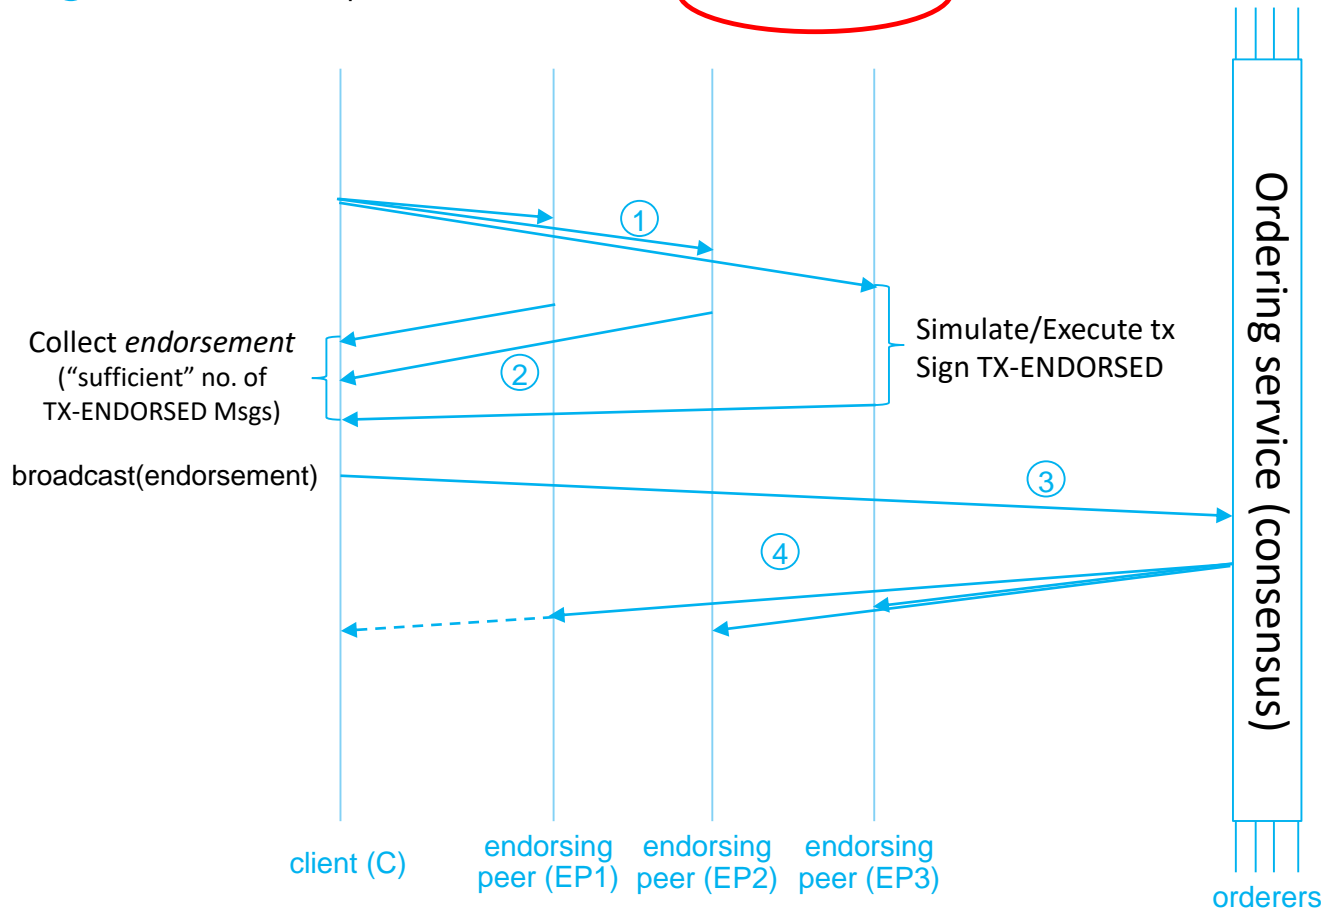 1
Simulate/Execute tx
Sign TX-ENDORSED
Collect endorsement
(“sufficient” no. of
TX-ENDORSED Msgs)
2
broadcast(endorsement)
3
4
Ordering service (consensus)
client (C)
endorsing
peer (EP1)
endorsing
peer (EP2)
endorsing
peer (EP3)
orderers